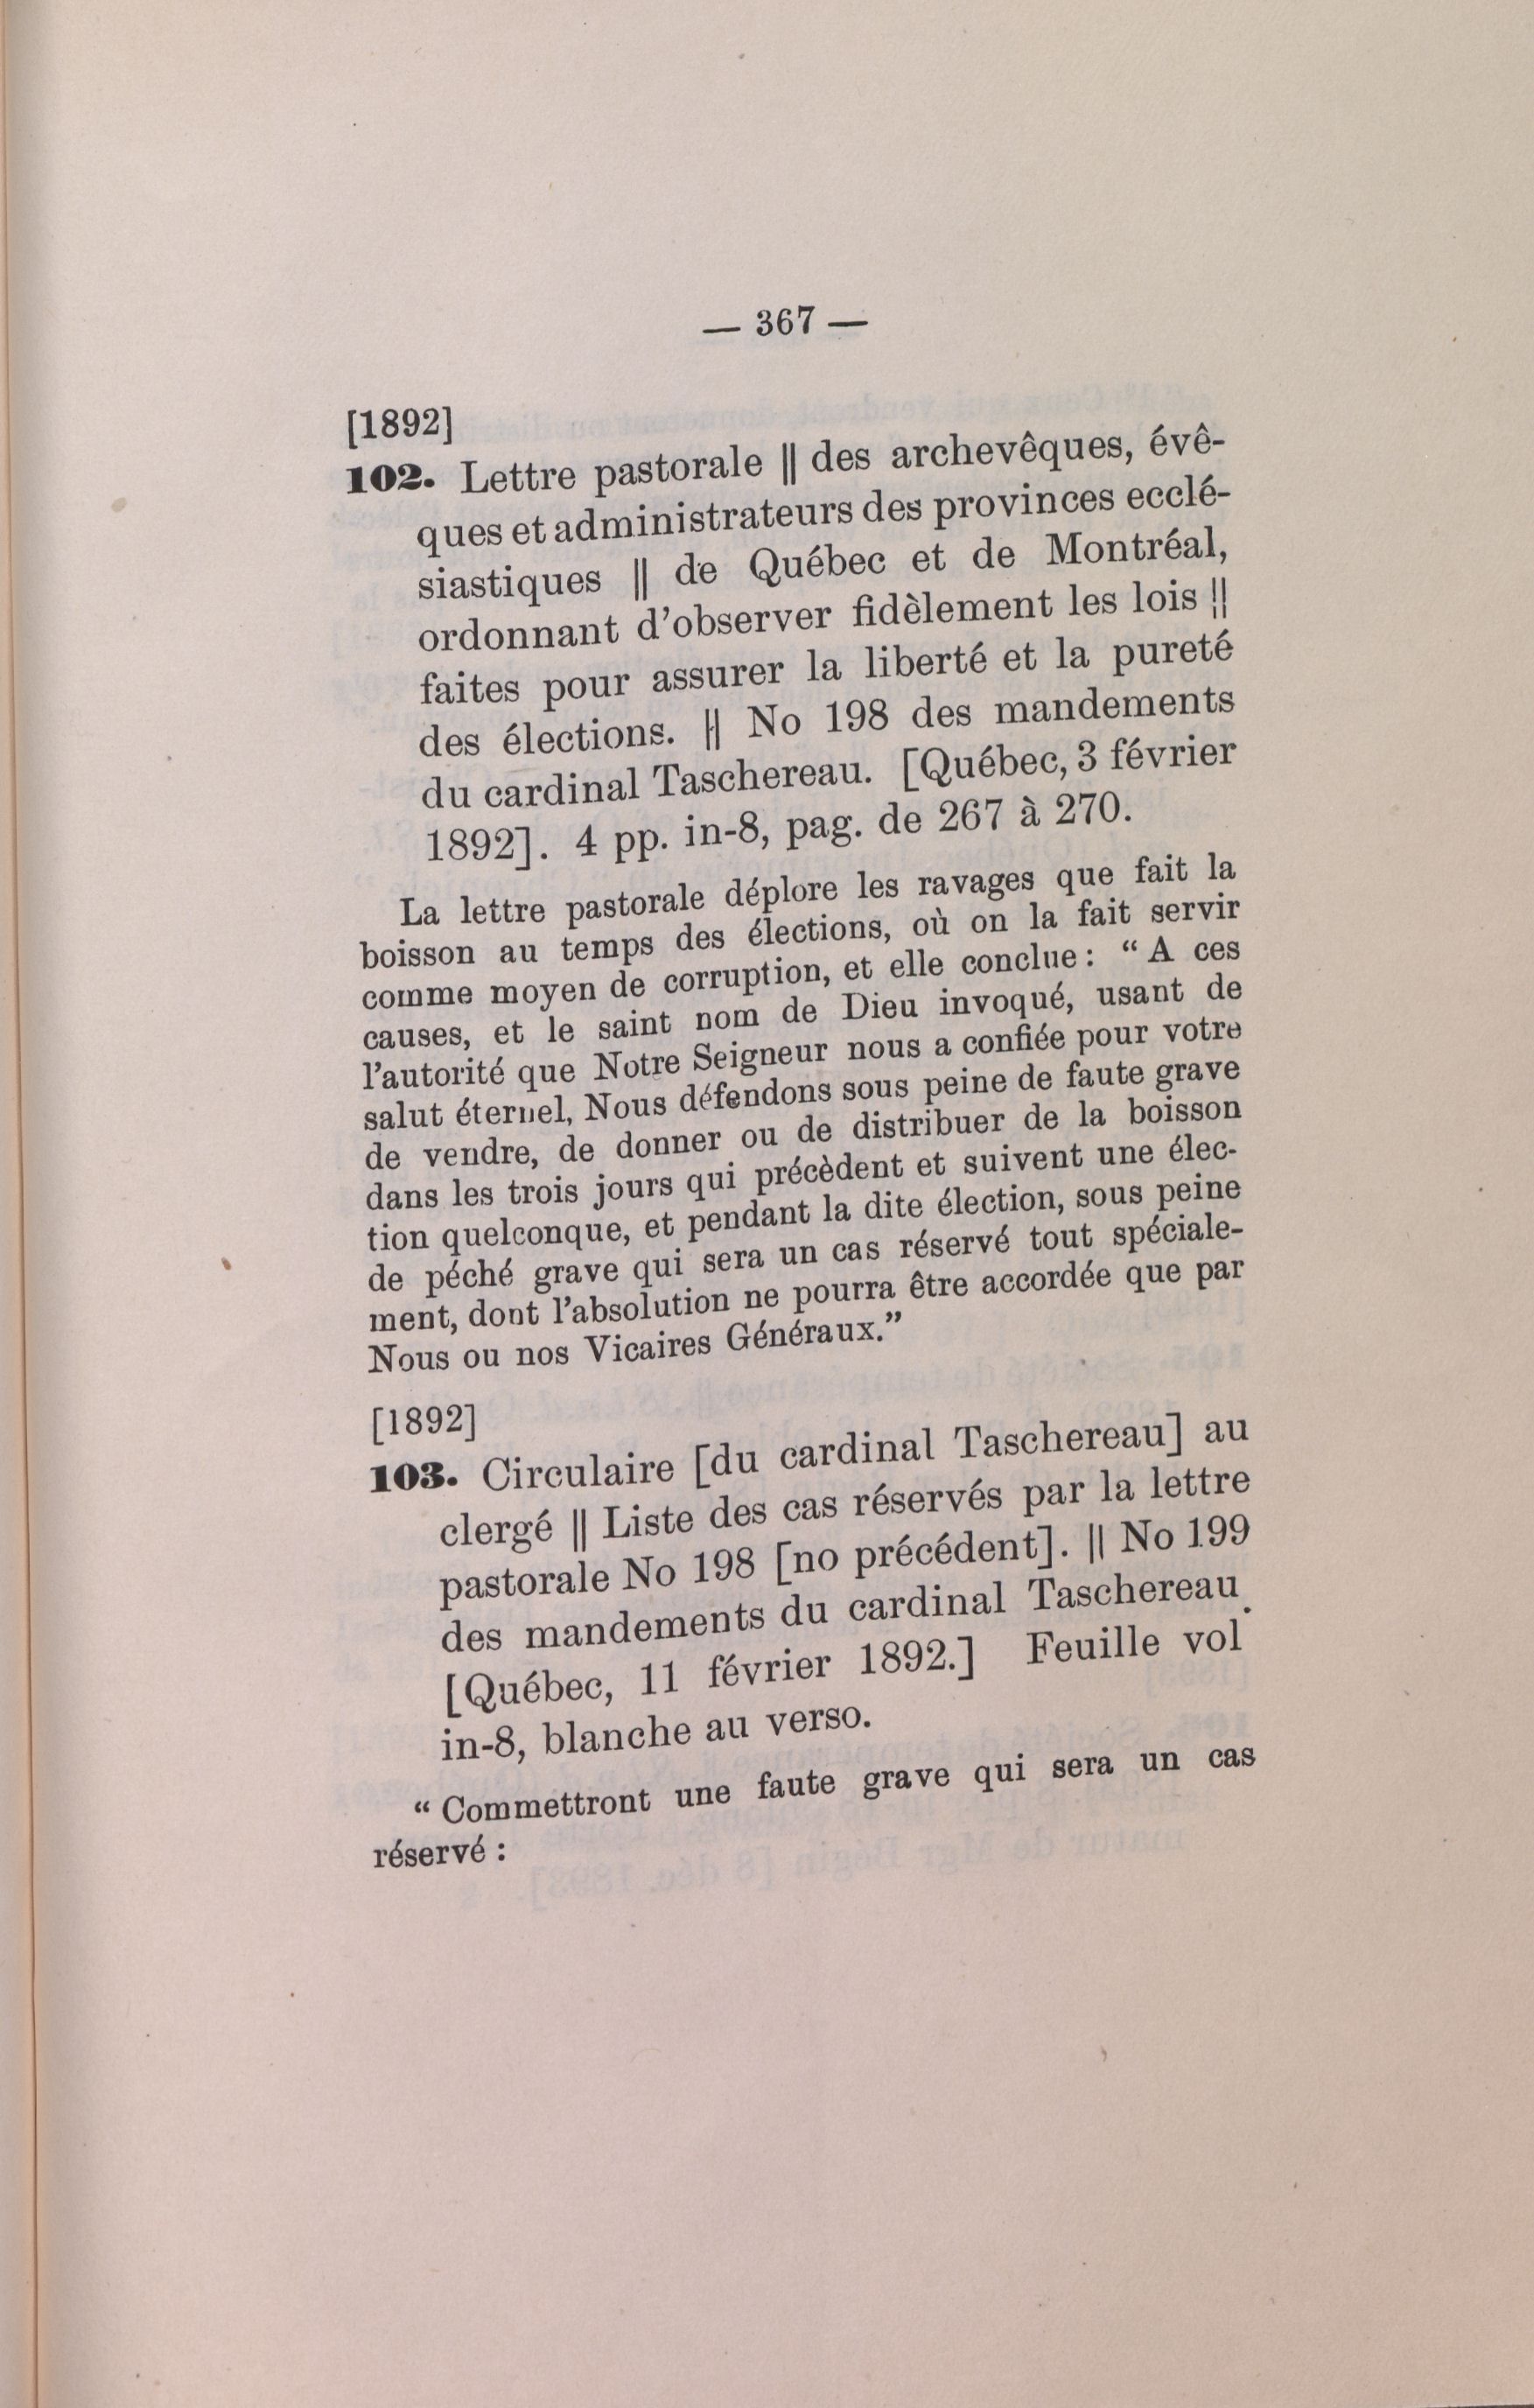 — 367 —
[1892]
102. Lettre pastorale || des archevêques, évê-
ques et administrateurs des provinces ecclé-
siastiques || de Québec et de Montréal,
ordonnant d'observer fidèlement les lois ||
faites pour assurer la liberté et la pureté
des élections. || No 198 des mandements
du cardinal Taschereau. [Québec, 3 février
1892]. 4 pp. in-8, pag. de 267 à 270.
La lettre pastorale déplore les ravages que fait la
boisson au temps des élections, où on la fait servir
comme moyen de corruption, et elle conclue : “ A ces
causes, et le saint nom de Dieu invoqué, usant de
l'autorité que Notre Seigneur nous a confiée pour votre
salut éternel, Nous défendons sous peine de faute grave
de vendre, de donner ou de distribuer de la boisson
dans les trois jours qui précèdent et suivent une élec-
tion quelconque, et pendant la dite élection, sous peine
de péché grave qui sera un cas réservé tout spéciale-
ment, dont l'absolution ne pourra être accordée que par
Nous ou nos Vicaires Généraux.”
[1892]
103. Circulaire [du cardinal Taschereau] au
clergé || Liste des cas réservés par la lettre
pastorale No 198 [no précédent]. || No 199
des mandements du cardinal Taschereau.
[Québec, 11 février 1892.] Feuille vol
in-8, blanche au verso.
“ Commettront une faute grave qui sera un cas
réservé :